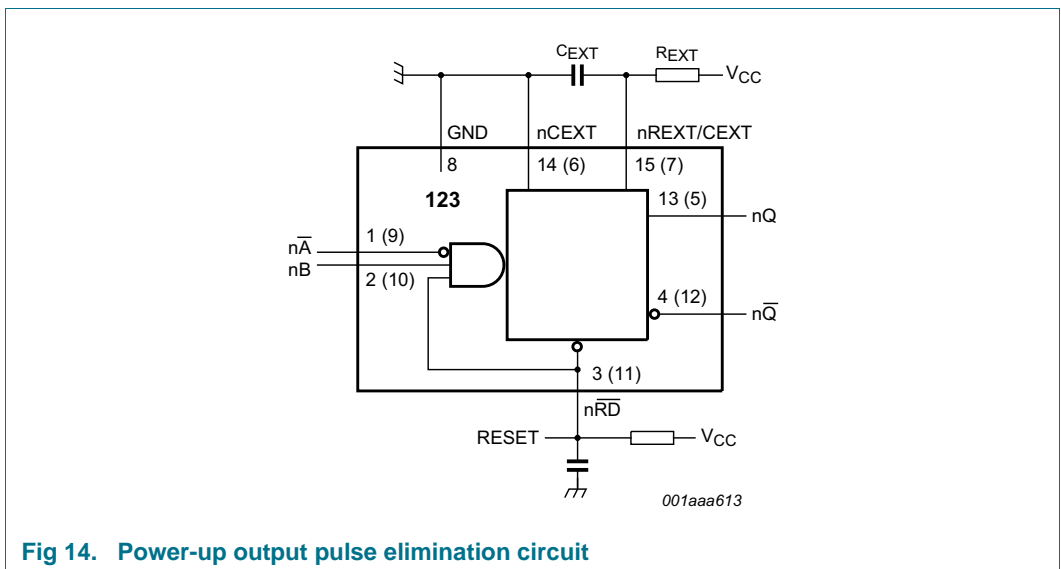 CEXT
REXT
VCC
GND
nCEXT
nREXT/CEXT
8
14 (6)
15 (7)
123
13 (5)
nQ
1 (9)
nA̅
nB
2 (10)
4 (12)
nQ̅
3 (11)
nR̅D̅
RESET
VCC
001aaa613
Fig 14. Power-up output pulse elimination circuit